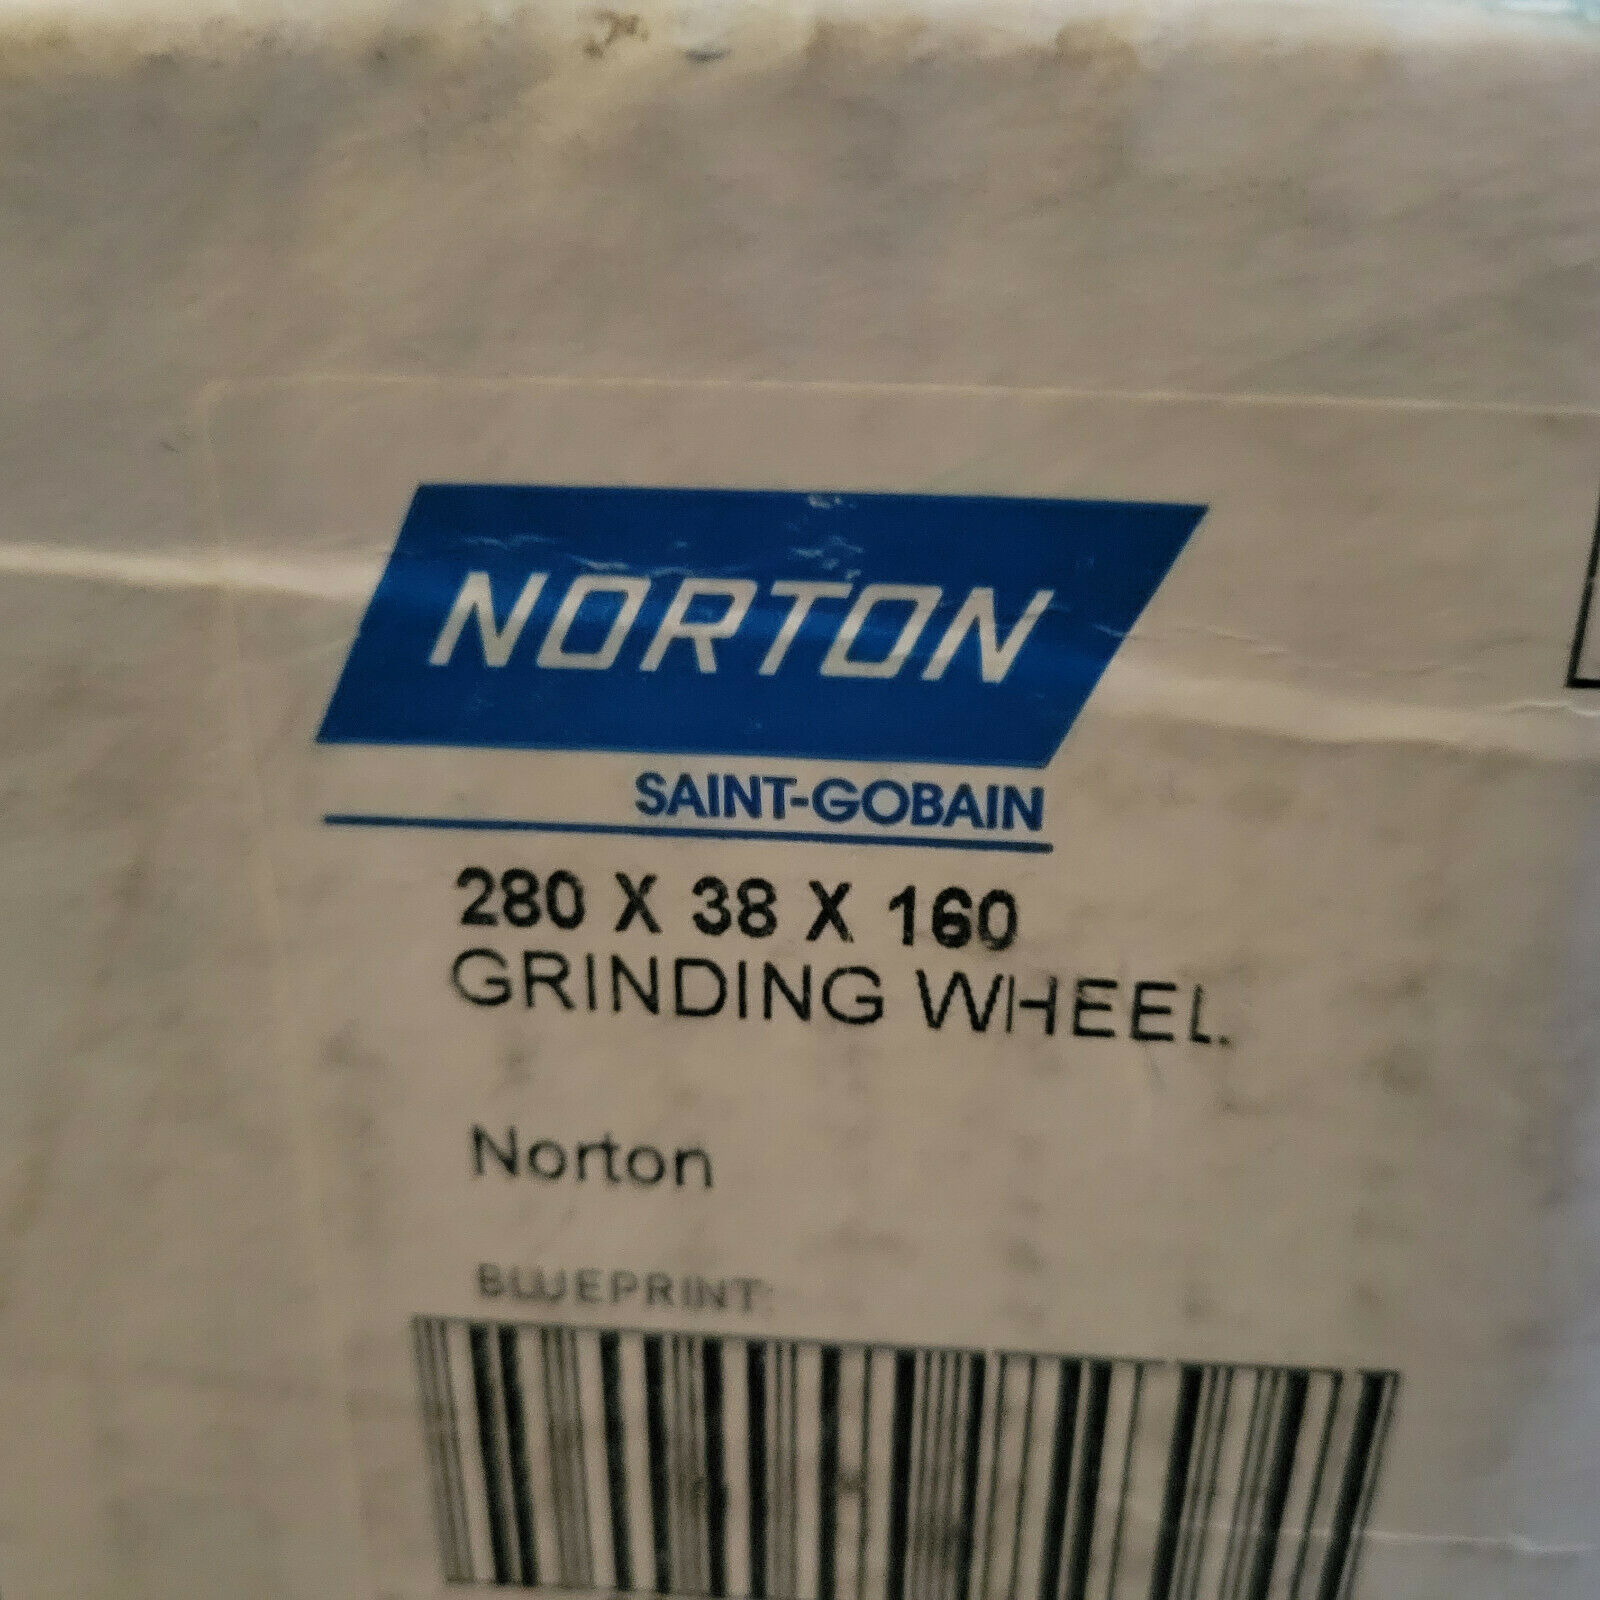 NORTON
SAINT-GOBAIN
280 X 38 X 160
GRINDING WHEEL.
Norton
BLUEPRINT: